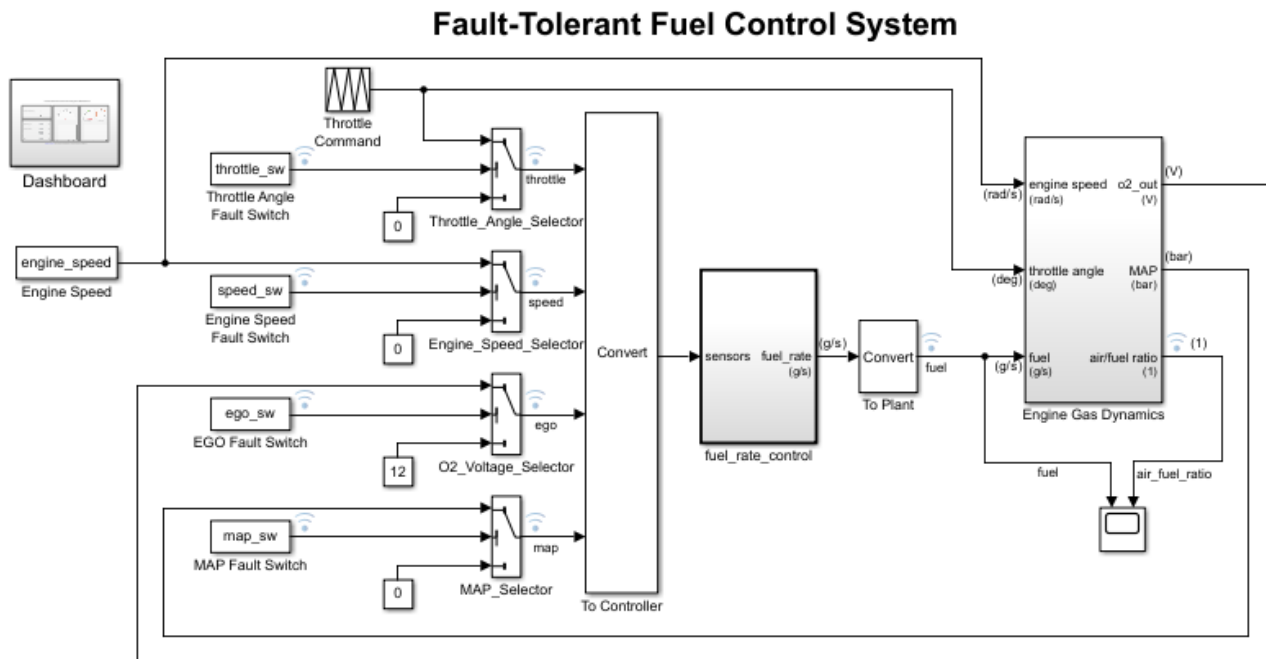 Fault-Tolerant Fuel Control System
Dashboard
Throttle
Command
throttle_sw
Throttle Angle
Fault Switch
0
throttle
Throttle_Angle_Selector
engine_speed
Engine Speed
speed_sw
Engine Speed
Fault Switch
0
speed
Engine_Speed_Selector
ego_sw
EGO Fault Switch
12
ego
O2_Voltage_Selector
map_sw
MAP Fault Switch
0
map
MAP_Selector
Convert
To Controller
sensors
fuel_rate
(g/s)
fuel_rate_control
(g/s)
Convert
To Plant
fuel
(rad/s)
engine speed
(rad/s)
o2_out
(V)
(V)
(deg)
throttle angle
(deg)
MAP
(bar)
(bar)
(g/s)
fuel
(g/s)
air/fuel ratio
(1)
(1)
Engine Gas Dynamics
fuel
air_fuel_ratio